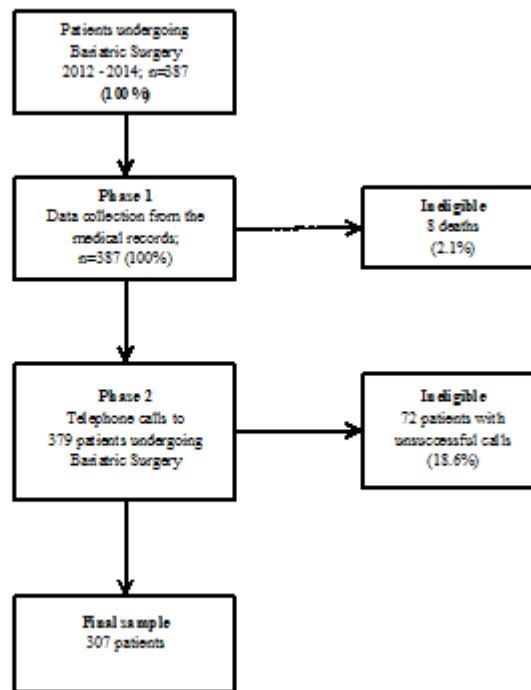 Patients undergoing
Bariatric Surgery
2012 - 2014; n=387
(100%)
Phase 1
Data collection from the
medical records;
n=387 (100%)
Ineligible
8 deaths
(2.1%)
Phase 2
Telephone calls to
379 patients undergoing
Bariatric Surgery
Ineligible
72 patients with
unsuccessful calls
(18.6%)
Final sample
307 patients